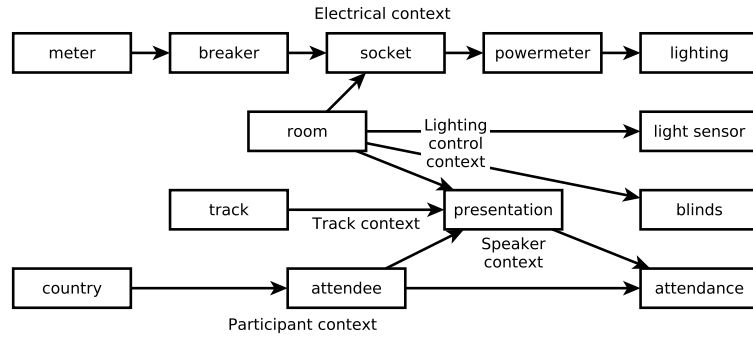 Electrical context
meter
breaker
socket
powermeter
lighting
room
Lighting
control
context
light sensor
track
Track context
presentation
blinds
Speaker
context
country
attendee
attendance
Participant context